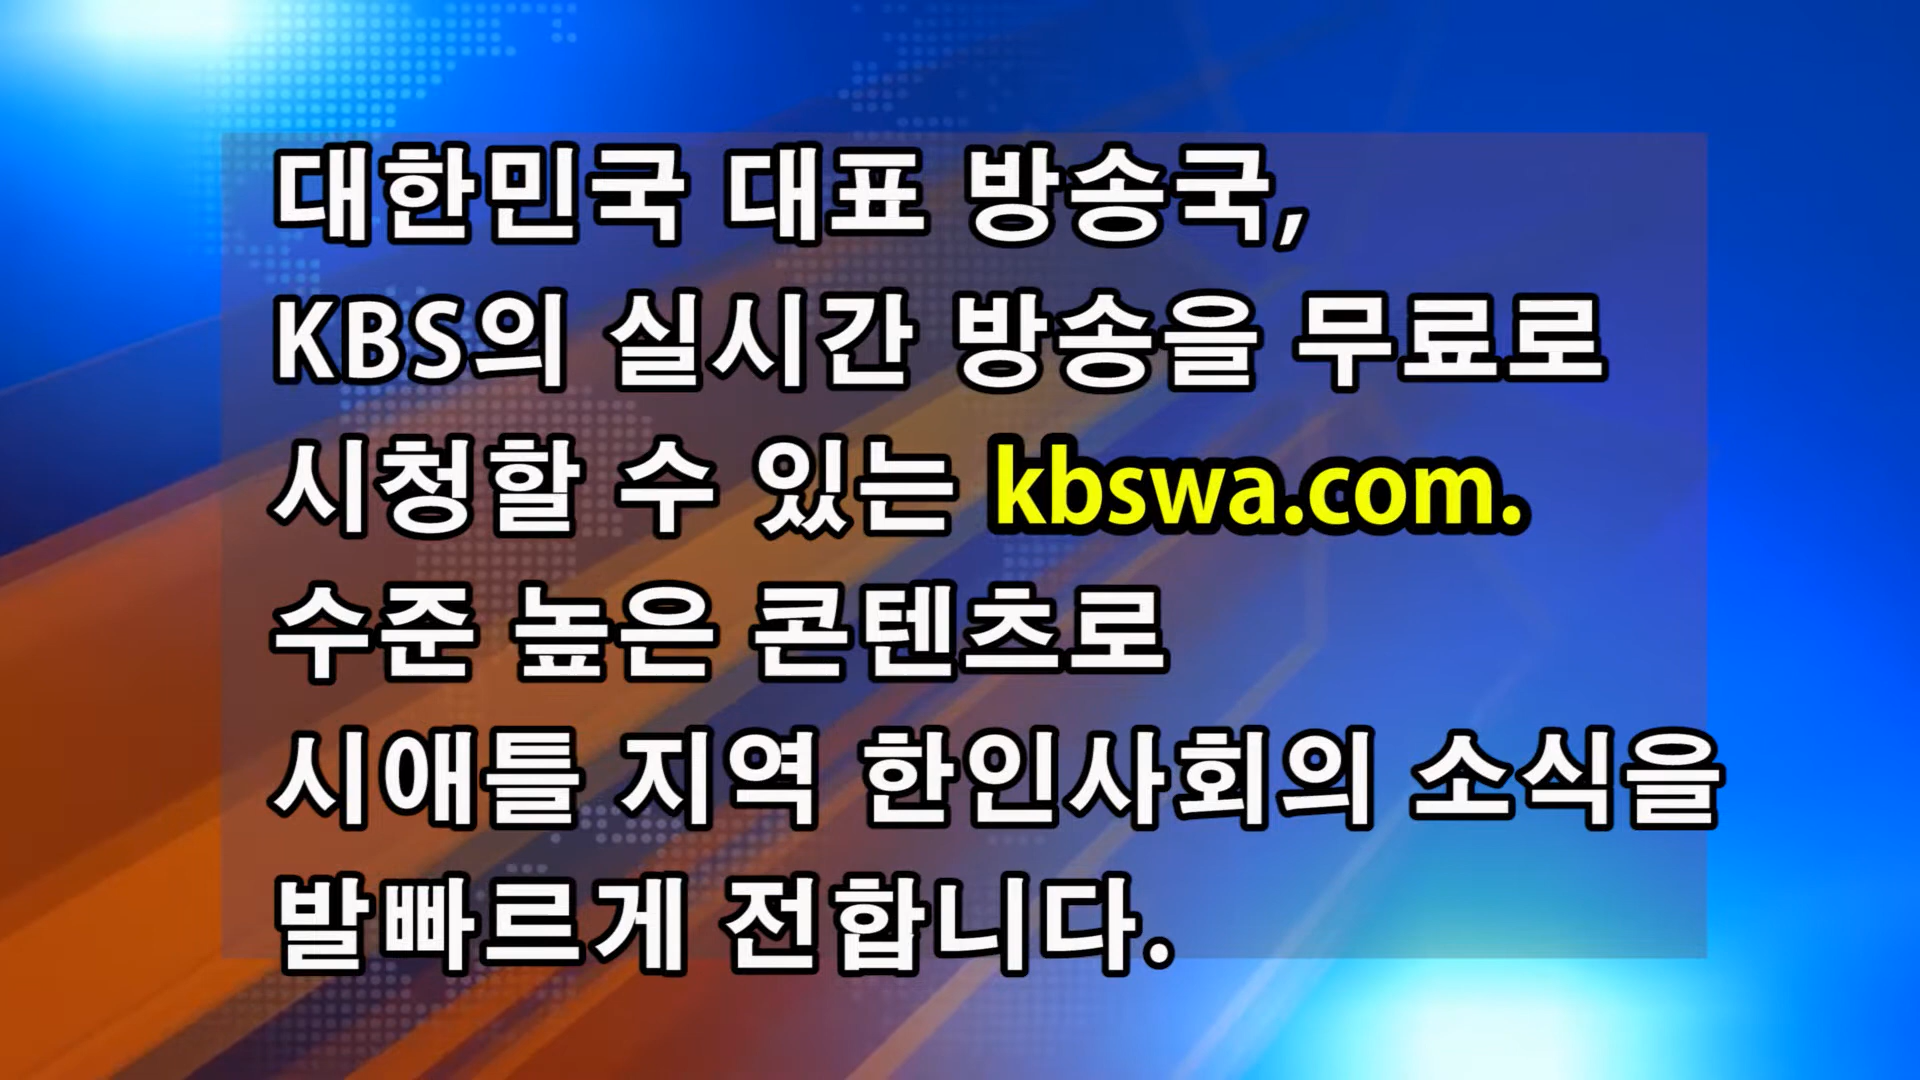 대한민국 대표 방송국,
KBS의 실시간 방송을 무료로
시청할 수 있는 kbswa.com.
수준 높은 콘텐츠로
시애틀 지역 한인사회의 소식을
발빠르게 전합니다.